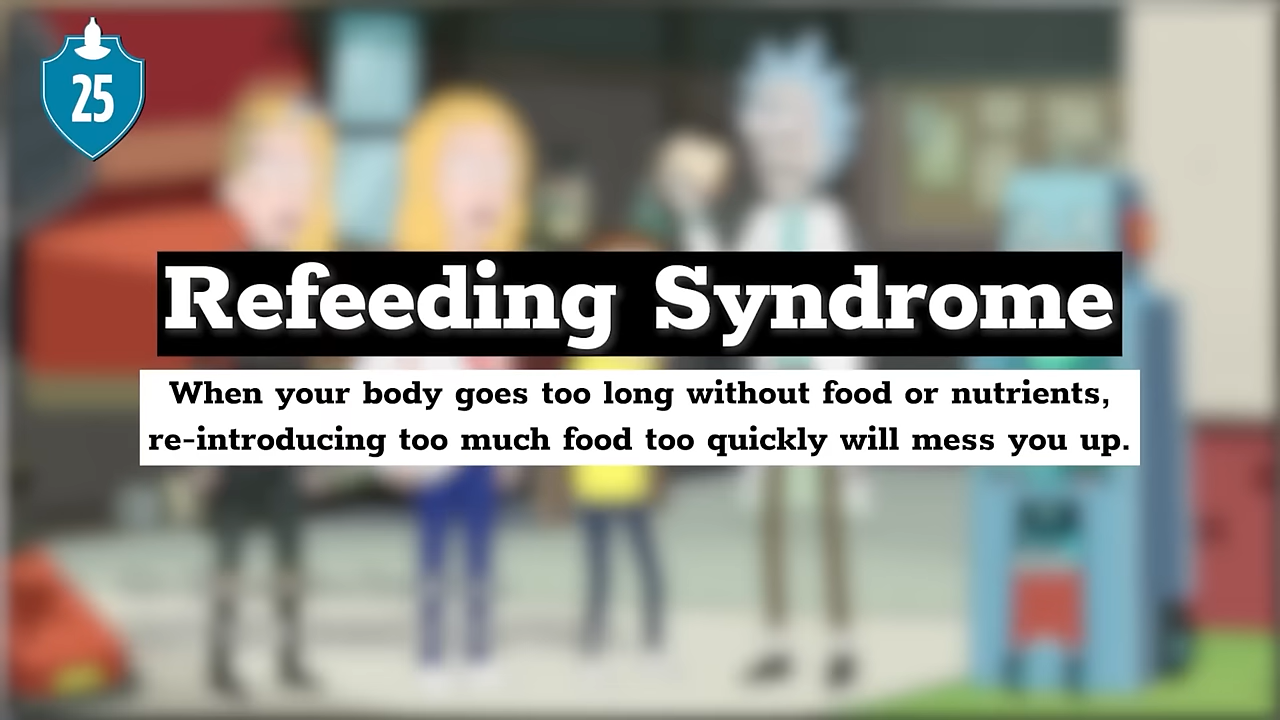 25
Refeeding Syndrome
When your body goes too long without food or nutrients,
re-introducing too much food too quickly will mess you up.